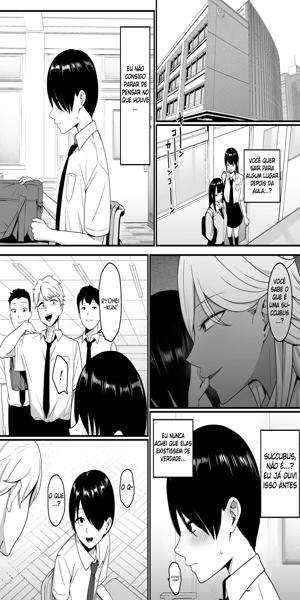 VOCÊ QUER
SAIR PARA
ALGUM LUGAR
DEPOIS DA
AULA...?
EU NÃO
CONSIGO
PARAR DE
PENSAR NO
QUE HOUVE
...
VOCÊ SABE
O QUE É
UMA SU-
CCUBUS,
NÃO É...?
RYOHEI
-KUN!
!
SUCCUBUS,
NÃO É...?
EU JÁ OUVI
ISSO ANTES
EU NUNCA
ACHEI QUE ELAS
EXISTISSEM DE
VERDADE...
O Q-
O QUE
...?